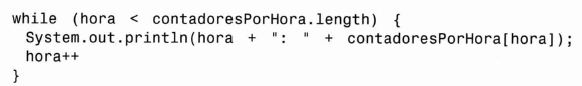 while (hora < contadoresPorHora.length) {
System.out.println(hora + ": " + contadoresPorHora[hora]);
hora++
}